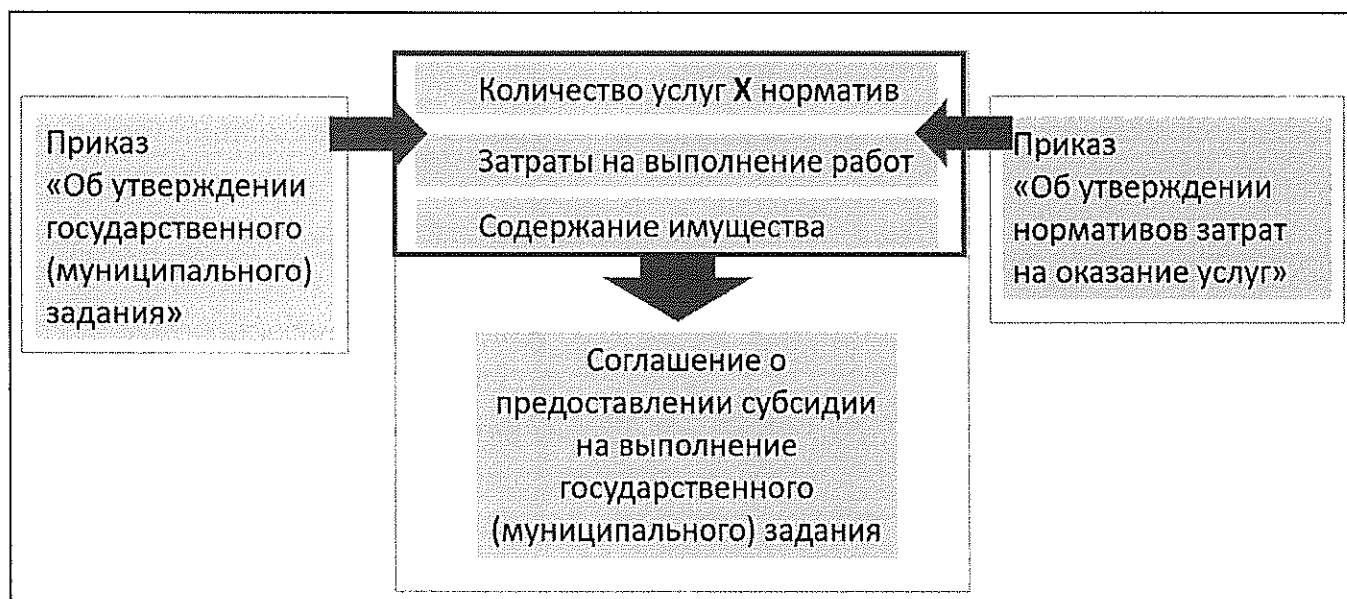 Количество услуг X норматив
Затраты на выполнение работ
Содержание имущества
Приказ
«Об утверждении
государственного
(муниципального)
задания»
Приказ
«Об утверждении
нормативов затрат
на оказание услуг»
Соглашение о
предоставлении субсидии
на выполнение
государственного
(муниципального) задания